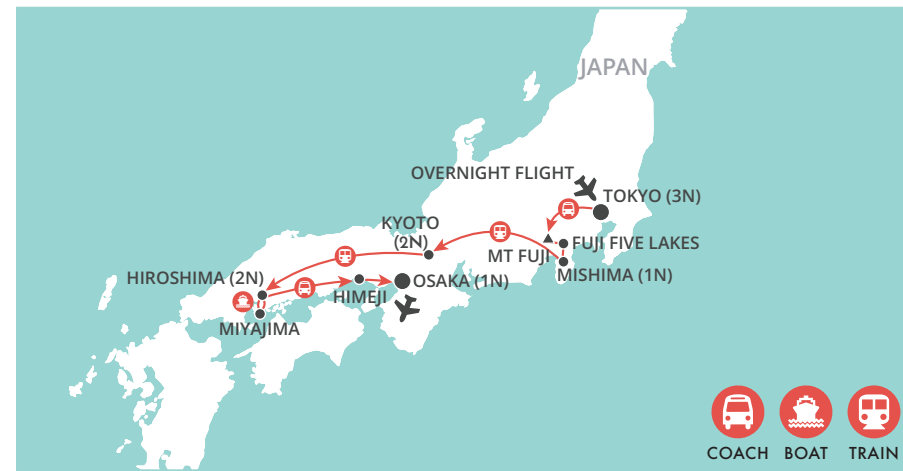 JAPAN
OVERNIGHT FLIGHT
TOKYO (3N)
KYOTO
(2N)
FUJI FIVE LAKES
MT FUJI
MISHIMA (1N)
HIROSHIMA (2N)
OSAKA (1N)
HIMEJI
MIYAJIMA
COACH BOAT TRAIN